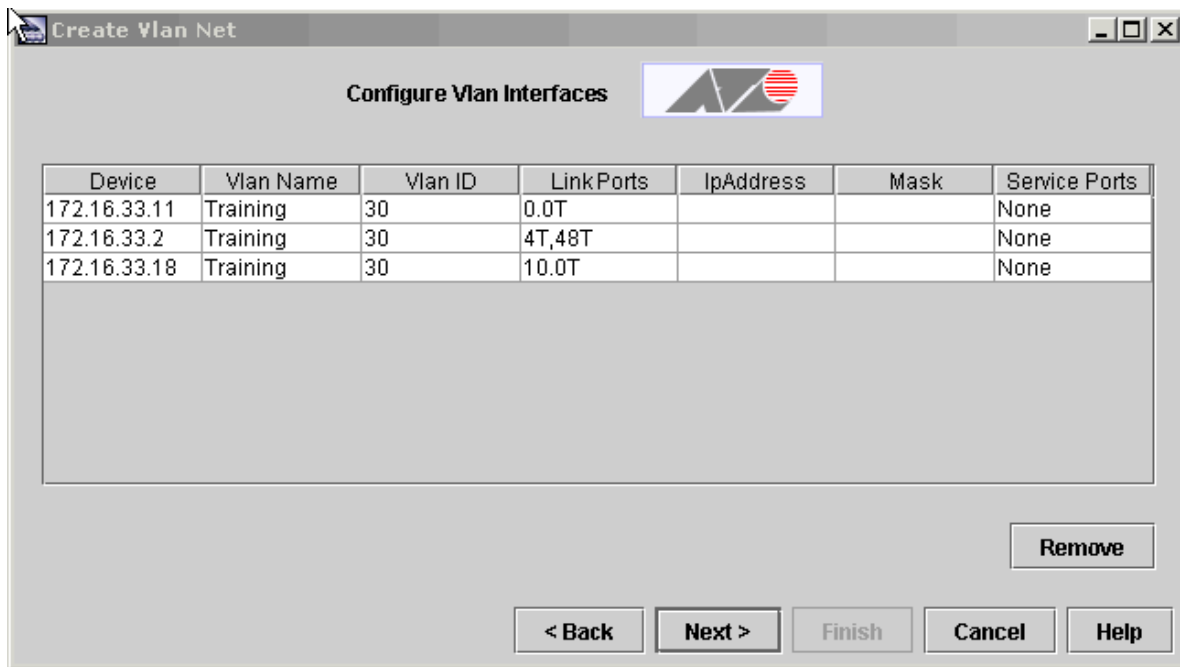 Create Vlan Net
Configure Vlan Interfaces
Device Vlan Name Vlan ID Link Ports IpAddress Mask Service Ports
172.16.33.11 Training 30 0.0T None
172.16.33.2 Training 30 4T,48T None
172.16.33.18 Training 30 10.0T None
Remove
< Back Next > Finish Cancel Help